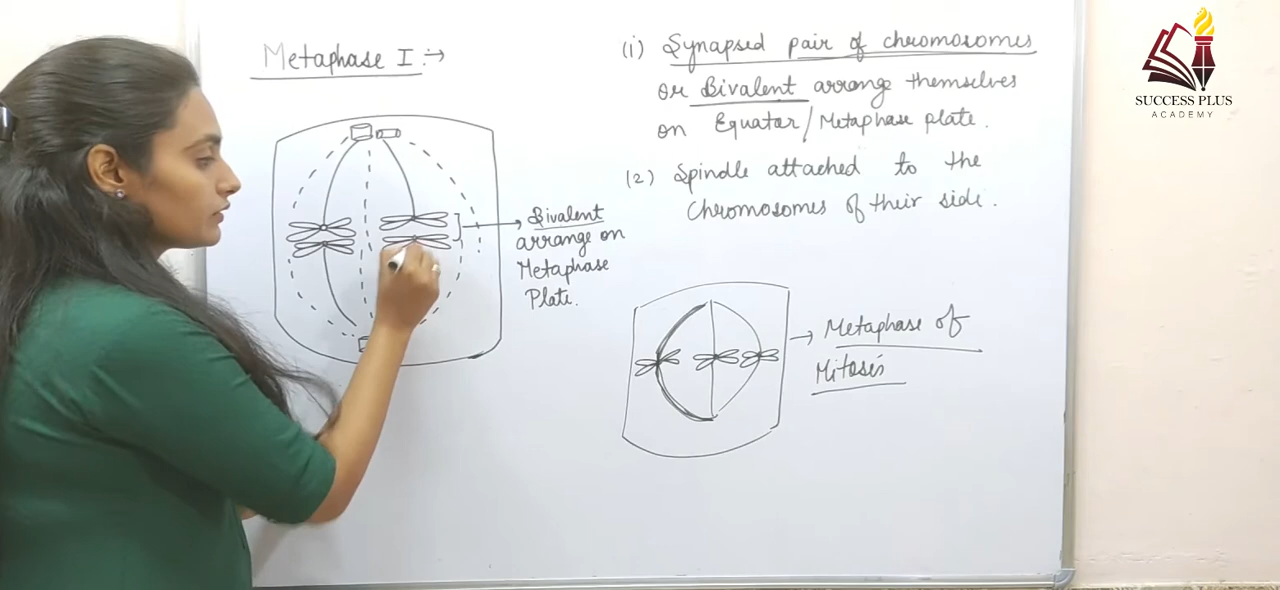 Metaphase I :→
(i) Synapsed pair of chromosomes
or Bivalent arrange themselves
on Equator/Metaphase plate.
(2) Spindle attached to the
Chromosomes of their side.
→ Bivalent
arrange on
Metaphase
Plate.
→ Metaphase of
Mitosis
SUCCESS PLUS
ACADEMY